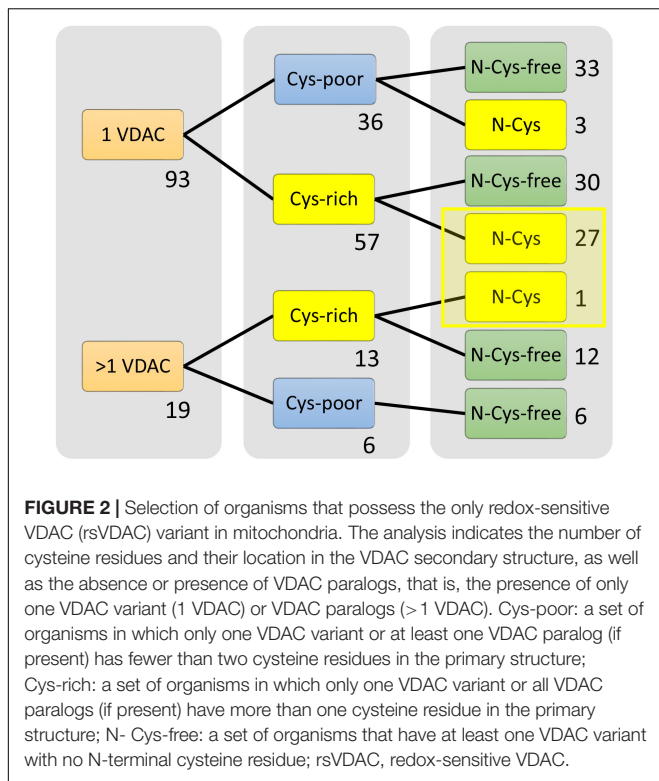 1 VDAC
93
>1 VDAC
19
Cys-poor
36
Cys-rich
57
Cys-rich
13
Cys-poor
6
N-Cys-free 33
N-Cys 3
N-Cys-free 30
N-Cys 27
N-Cys 1
N-Cys-free 12
N-Cys-free 6
FIGURE 2 | Selection of organisms that possess the only redox-sensitive
VDAC (rsVDAC) variant in mitochondria. The analysis indicates the number of
cysteine residues and their location in the VDAC secondary structure, as well
as the absence or presence of VDAC paralogs, that is, the presence of only
one VDAC variant (1 VDAC) or VDAC paralogs (>1 VDAC). Cys-poor: a set of
organisms in which only one VDAC variant or at least one VDAC paralog (if
present) has fewer than two cysteine residues in the primary structure;
Cys-rich: a set of organisms in which only one VDAC variant or all VDAC
paralogs (if present) have more than one cysteine residue in the primary
structure; N- Cys-free: a set of organisms that have at least one VDAC variant
with no N-terminal cysteine residue; rsVDAC, redox-sensitive VDAC.